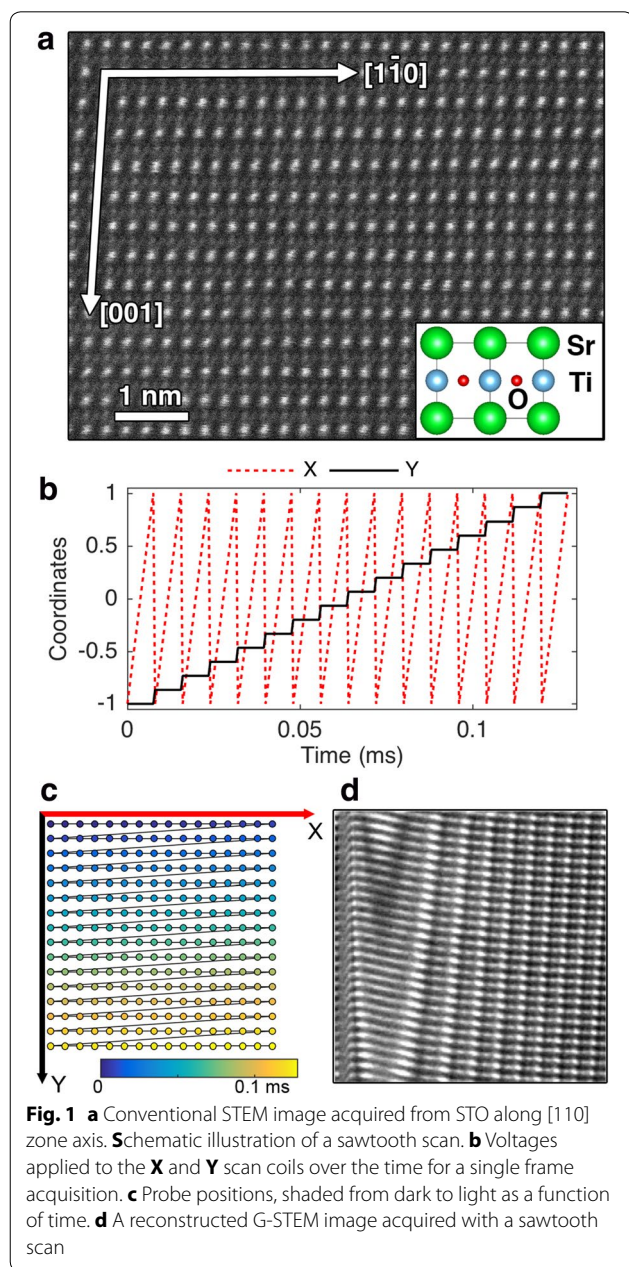 a
[11̄0]
[001]
1 nm
Sr
Ti
O
b
X Y
Coordinates
1
0.5
0
-0.5
-1
0 0.05 0.1
Time (ms)
c
X
Y
0 0.1 ms
d
Fig. 1 a Conventional STEM image acquired from STO along [110]
zone axis. Schematic illustration of a sawtooth scan. b Voltages
applied to the X and Y scan coils over the time for a single frame
acquisition. c Probe positions, shaded from dark to light as a function
of time. d A reconstructed G-STEM image acquired with a sawtooth
scan